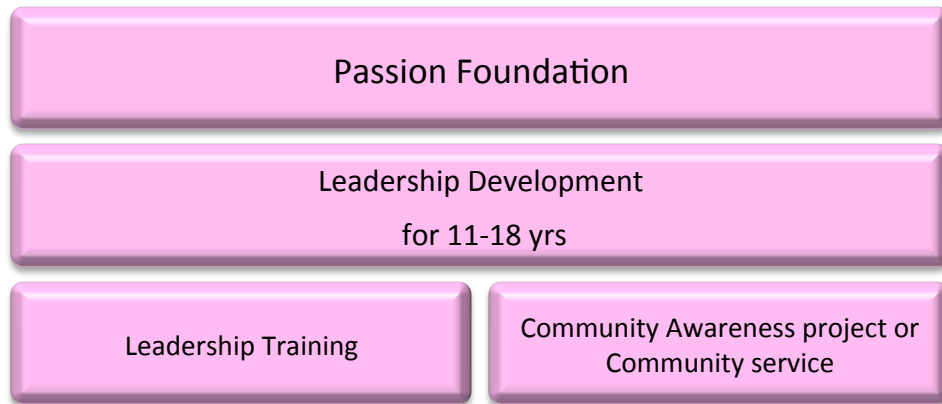 Passion Foundation
Leadership Development
for 11-18 yrs
Leadership Training
Community Awareness project or
Community service